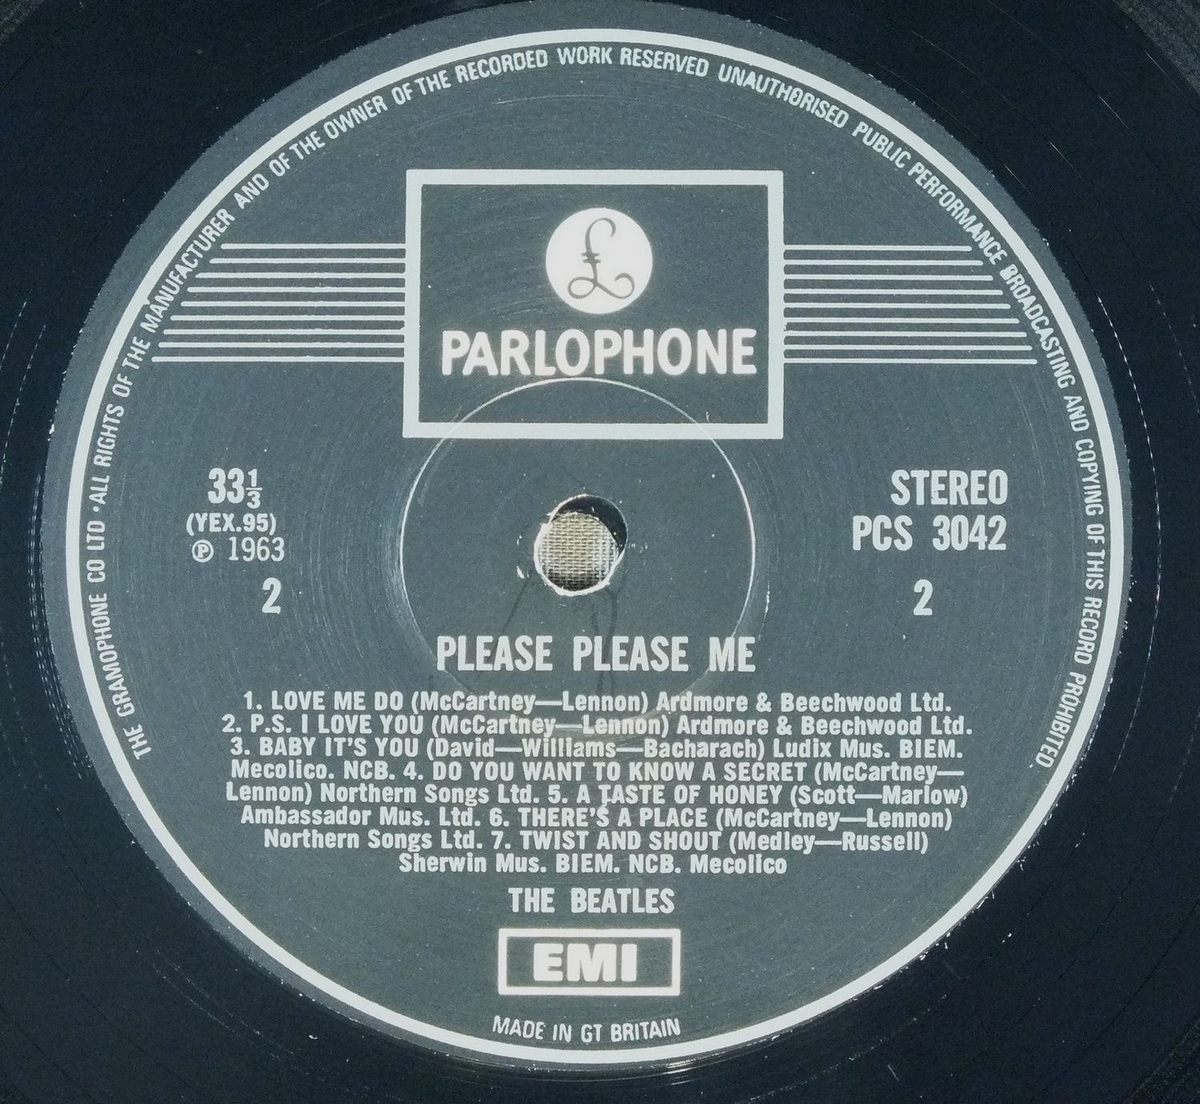 THE GRAMOPHONE CO LTD · ALL RIGHTS OF THE MANUFACTURER AND OF THE OWNER OF THE RECORDED WORK RESERVED UNAUTHORISED PUBLIC PERFORMANCE BROADCASTING AND COPYING OF THIS RECORD PROHIBITED
£
PARLOPHONE
33⅓
(YEX.95)
℗ 1963
2
STEREO
PCS 3042
2
PLEASE PLEASE ME
1. LOVE ME DO (McCartney—Lennon) Ardmore & Beechwood Ltd.
2. P.S. I LOVE YOU (McCartney—Lennon) Ardmore & Beechwood Ltd.
3. BABY IT'S YOU (David—Williams—Bacharach) Ludix Mus. BIEM.
Mecolico. NCB. 4. DO YOU WANT TO KNOW A SECRET (McCartney—
Lennon) Northern Songs Ltd. 5. A TASTE OF HONEY (Scott—Marlow)
Ambassador Mus. Ltd. 6. THERE'S A PLACE (McCartney—Lennon)
Northern Songs Ltd. 7. TWIST AND SHOUT (Medley—Russell)
Sherwin Mus. BIEM. NCB. Mecolico
THE BEATLES
EMI
MADE IN GT BRITAIN